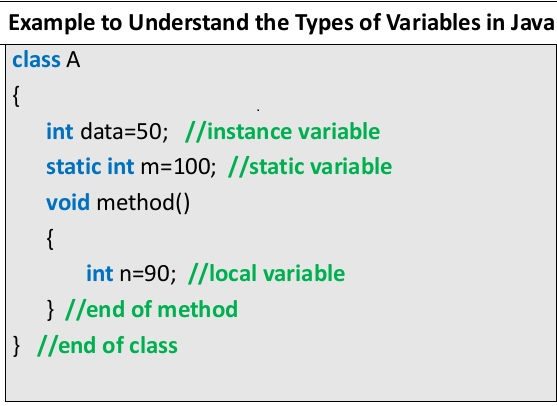 Example to Understand the Types of Variables in Java
class A
{
int data=50; //instance variable
static int m=100; //static variable
void method()
{
int n=90; //local variable
} //end of method
} //end of class